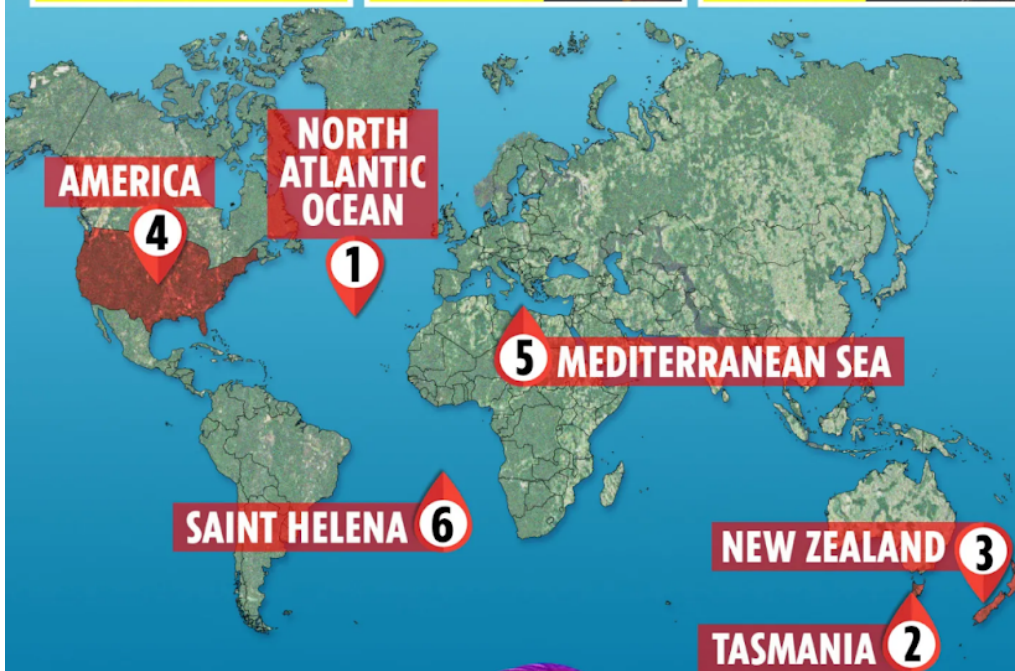 NORTH
ATLANTIC
OCEAN
1
AMERICA
4
5 MEDITERRANEAN SEA
SAINT HELENA 6
NEW ZEALAND 3
TASMANIA 2